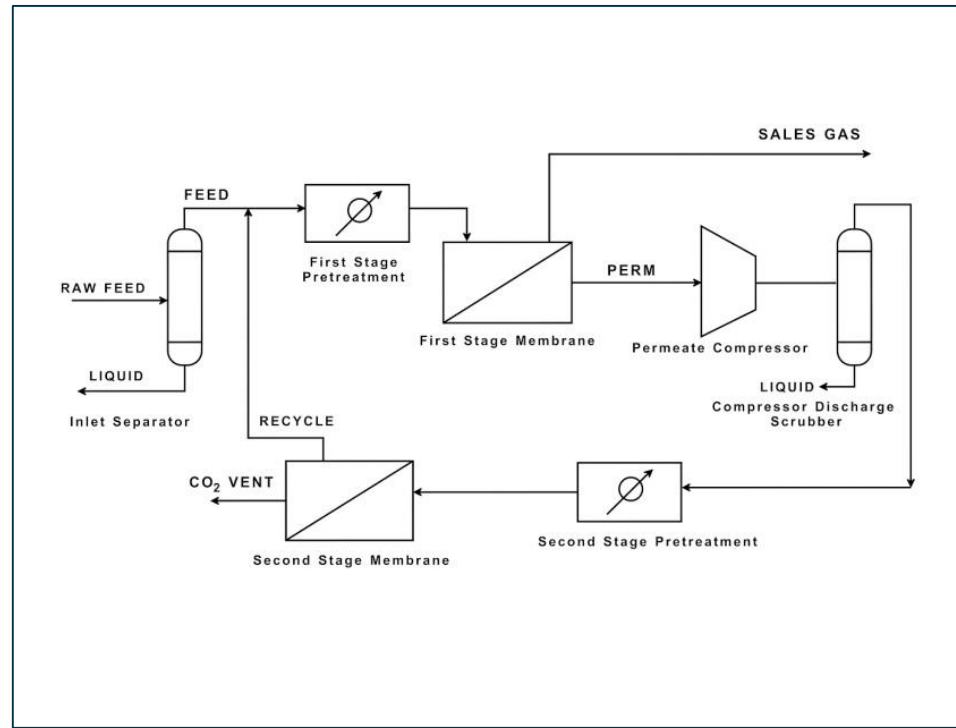 SALES GAS
FEED
First Stage
Pretreatment
RAW FEED
PERM
First Stage Membrane
Permeate Compressor
LIQUID
Inlet Separator
LIQUID
Compressor Discharge
Scrubber
RECYCLE
CO₂ VENT
Second Stage Membrane
Second Stage Pretreatment